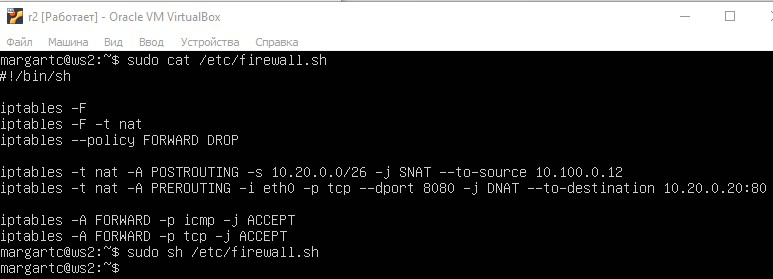 r2 [Работает] - Oracle VM VirtualBox
Файл Машина Вид Ввод Устройства Справка
margartc@ws2:~$ sudo cat /etc/firewall.sh
#!/bin/sh
iptables -F
iptables -F -t nat
iptables --policy FORWARD DROP
iptables -t nat -A POSTROUTING -s 10.20.0.0/26 -j SNAT --to-source 10.100.0.12
iptables -t nat -A PREROUTING -i eth0 -p tcp --dport 8080 -j DNAT --to-destination 10.20.0.20:80
iptables -A FORWARD -p icmp -j ACCEPT
iptables -A FORWARD -p tcp -j ACCEPT
margartc@ws2:~$ sudo sh /etc/firewall.sh
margartc@ws2:~$